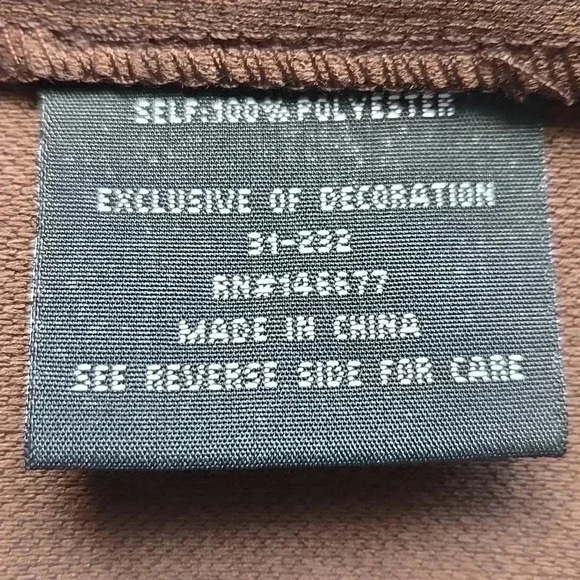 SELF:100% POLYESTER
EXCLUSIVE OF DECORATION
31-232
RN#146677
MADE IN CHINA
SEE REVERSE SIDE FOR CARE